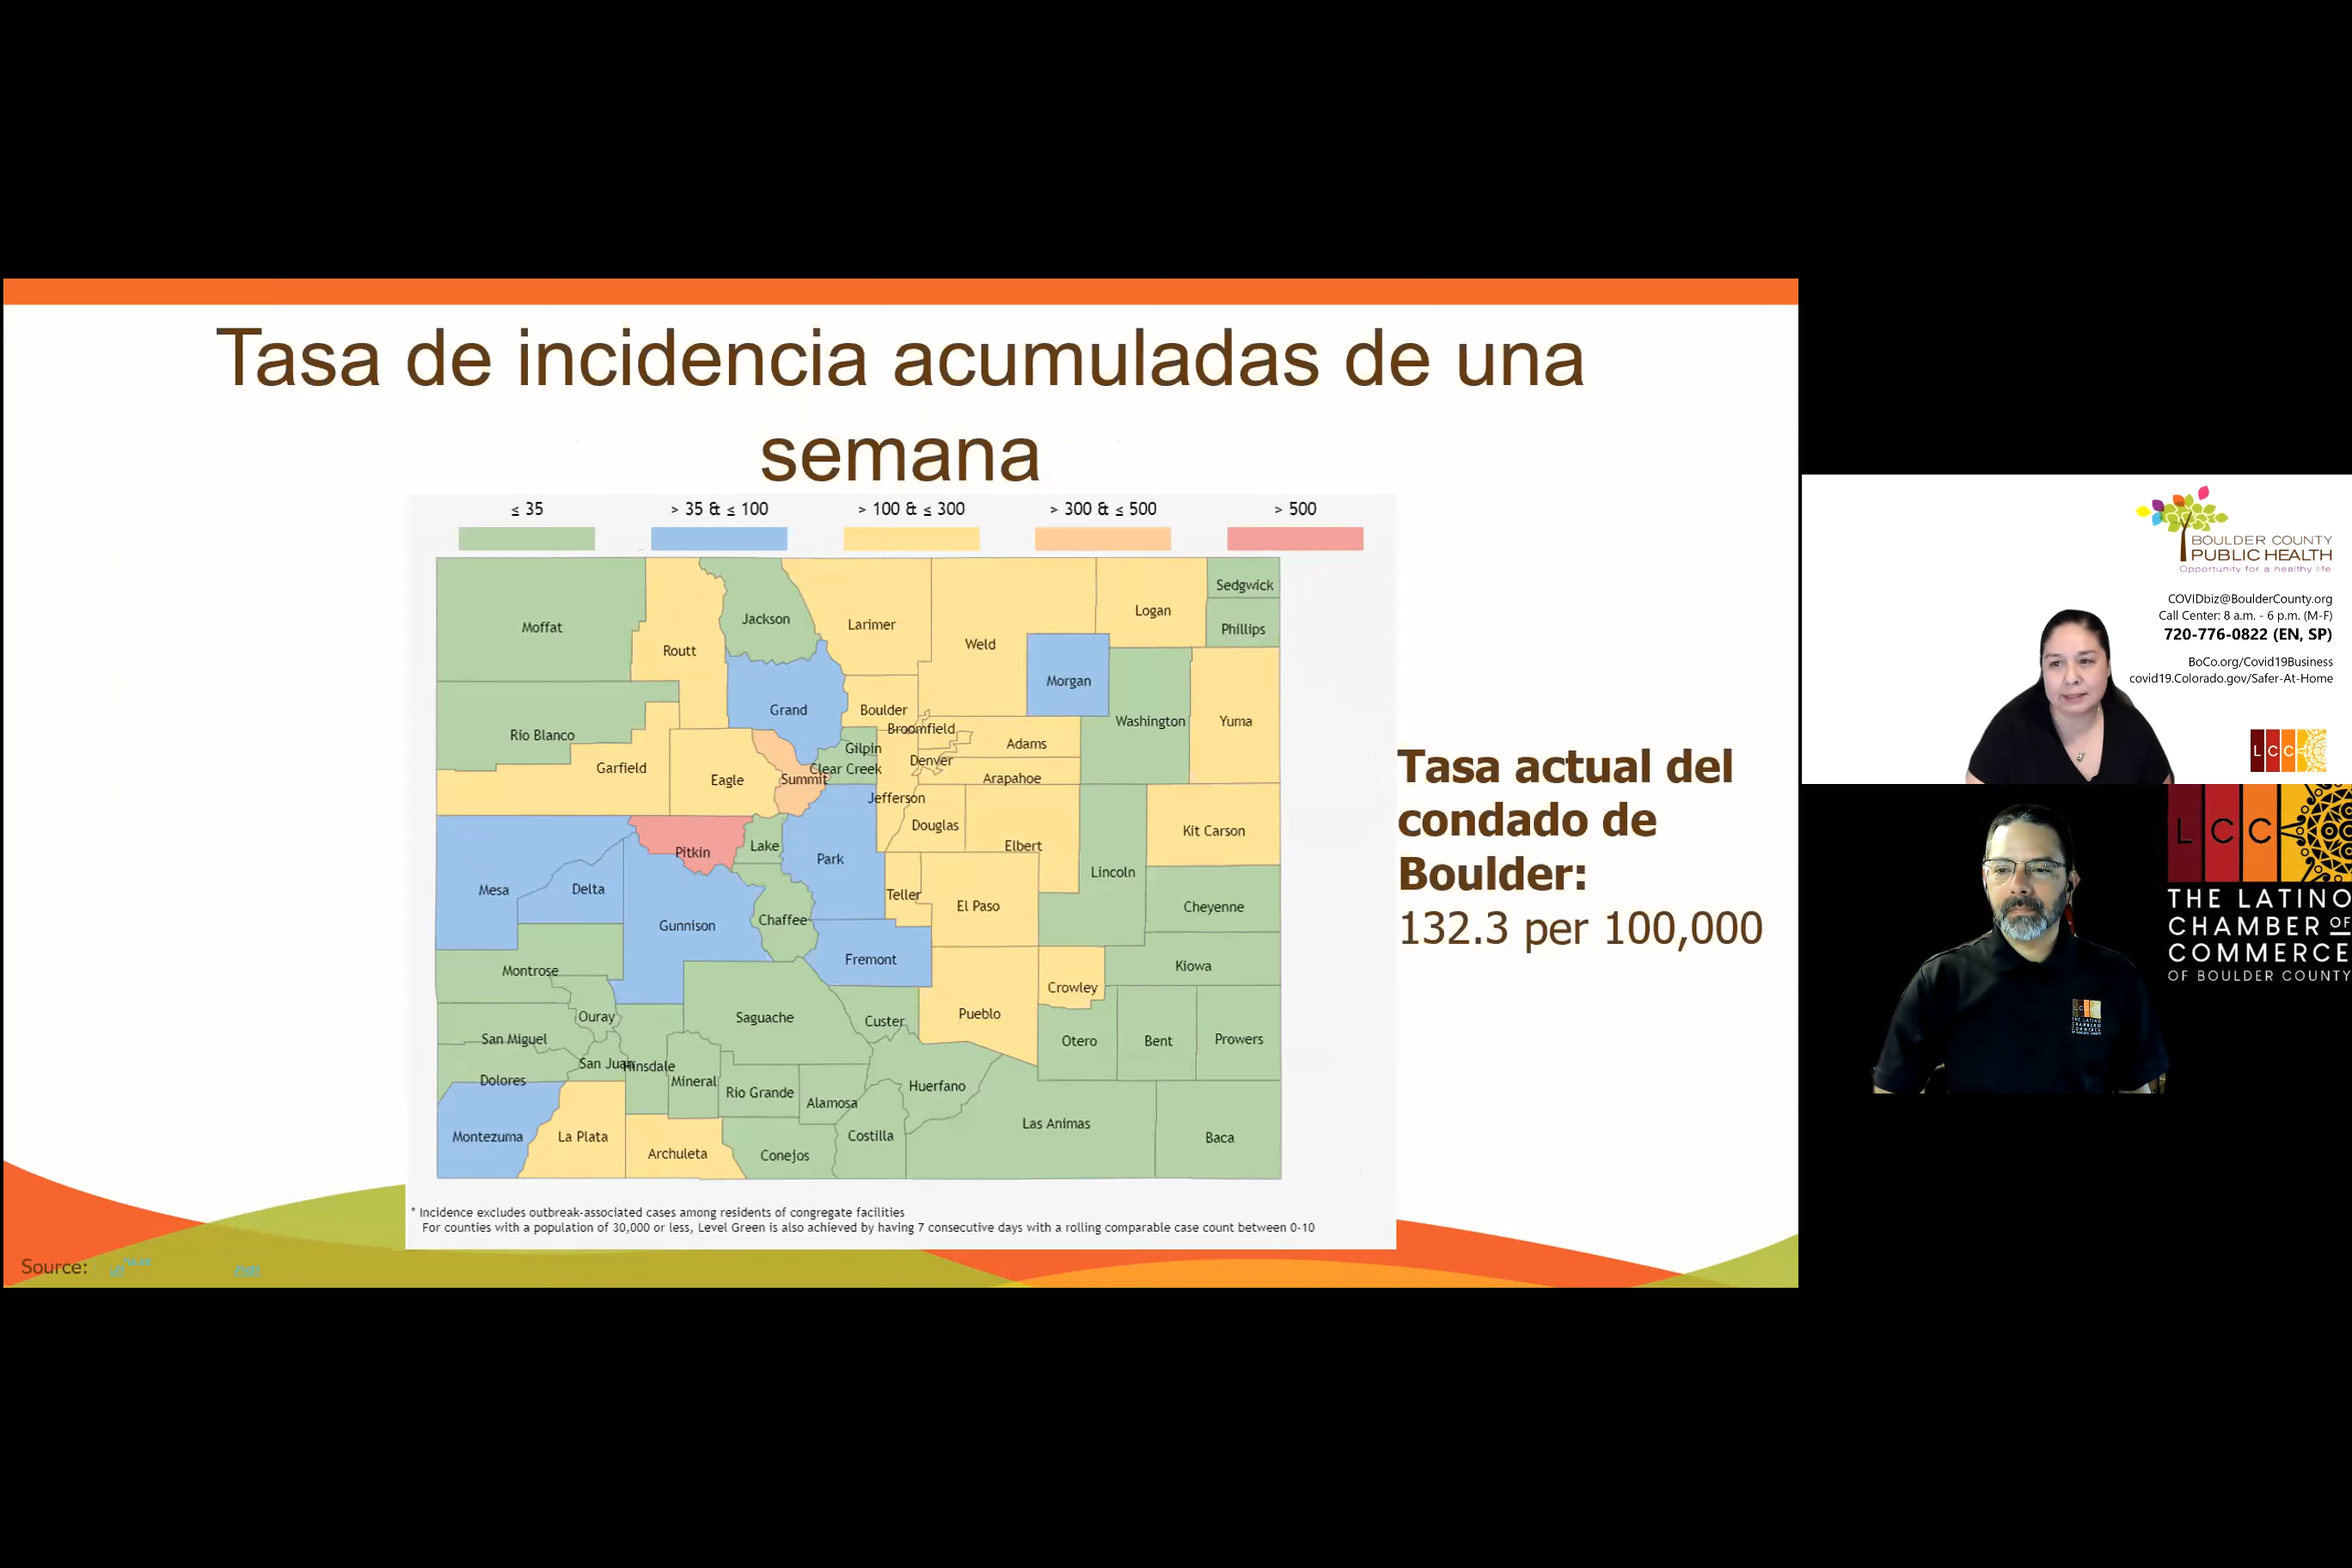 Tasa de incidencia acumuladas de una
semana
≤ 35
> 35 & ≤ 100
> 100 & ≤ 300
> 300 & ≤ 500
> 500
Moffat
Routt
Jackson
Larimer
Weld
Logan
Sedgwick
Phillips
Morgan
Rio Blanco
Grand
Boulder
Broomfield
Washington
Yuma
Garfield
Eagle
Summit
Gilpin
Clear Creek
Denver
Adams
Arapahoe
Jefferson
Douglas
Elbert
Kit Carson
Pitkin
Lake
Park
Lincoln
Mesa
Delta
Teller
El Paso
Cheyenne
Gunnison
Chaffee
Fremont
Kiowa
Montrose
Crowley
Ouray
Saguache
Custer
Pueblo
San Miguel
Otero
Bent
Prowers
San Juan
Hinsdale
Dolores
Mineral
Rio Grande
Alamosa
Huerfano
Montezuma
La Plata
Archuleta
Conejos
Costilla
Las Animas
Baca
* Incidence excludes outbreak-associated cases among residents of congregate facilities
For counties with a population of 30,000 or less, Level Green is also achieved by having 7 consecutive days with a rolling comparable case count between 0-10
Tasa actual del
condado de
Boulder:
132.3 per 100,000
Source:
BOULDER COUNTY
PUBLIC HEALTH
Opportunity for a healthy life
COVIDbiz@BoulderCounty.org
Call Center: 8 a.m. - 6 p.m. (M-F)
720-776-0822 (EN, SP)
BoCo.org/Covid19Business
covid19.Colorado.gov/Safer-At-Home
LCC
LCC
THE LATINO
CHAMBER OF
COMMERCE
OF BOULDER COUNTY
LCC
THE LATINO
CHAMBER OF
COMMERCE
OF BOULDER COUNTY